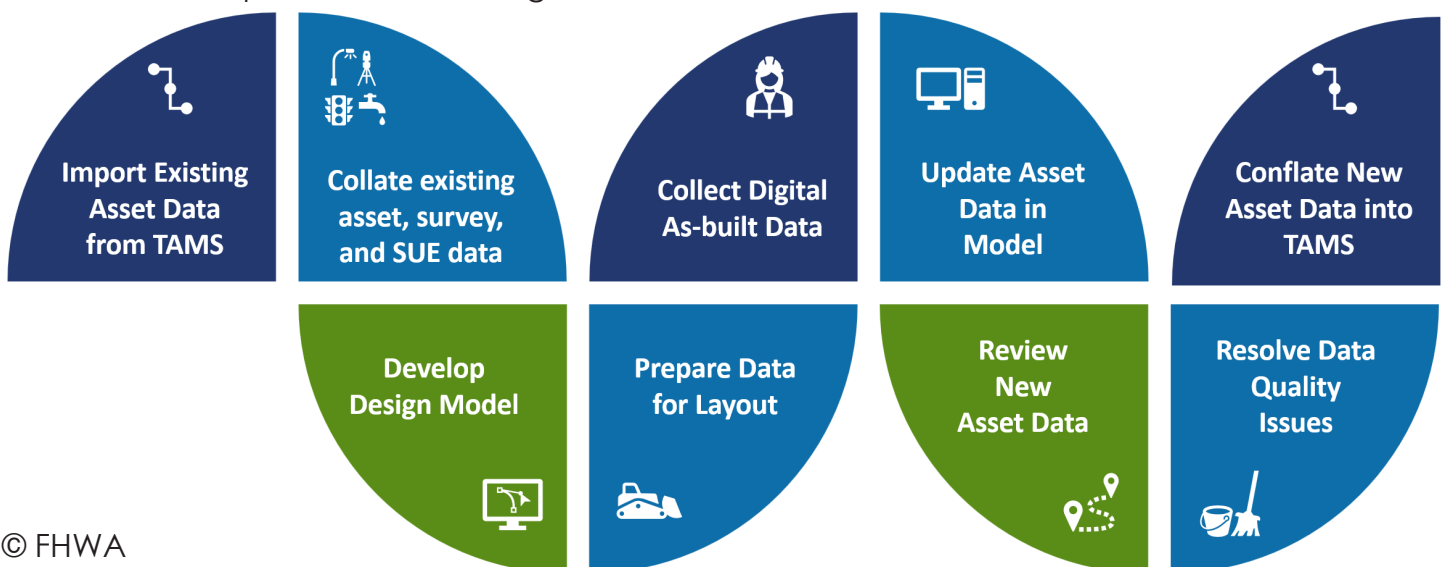 Import Existing
Asset Data
from TAMS
Collate existing
asset, survey,
and SUE data
Collect Digital
As-built Data
Update Asset
Data in
Model
Conflate New
Asset Data into
TAMS
Develop
Design Model
Prepare Data
for Layout
Review
New
Asset Data
Resolve Data
Quality
Issues
© FHWA